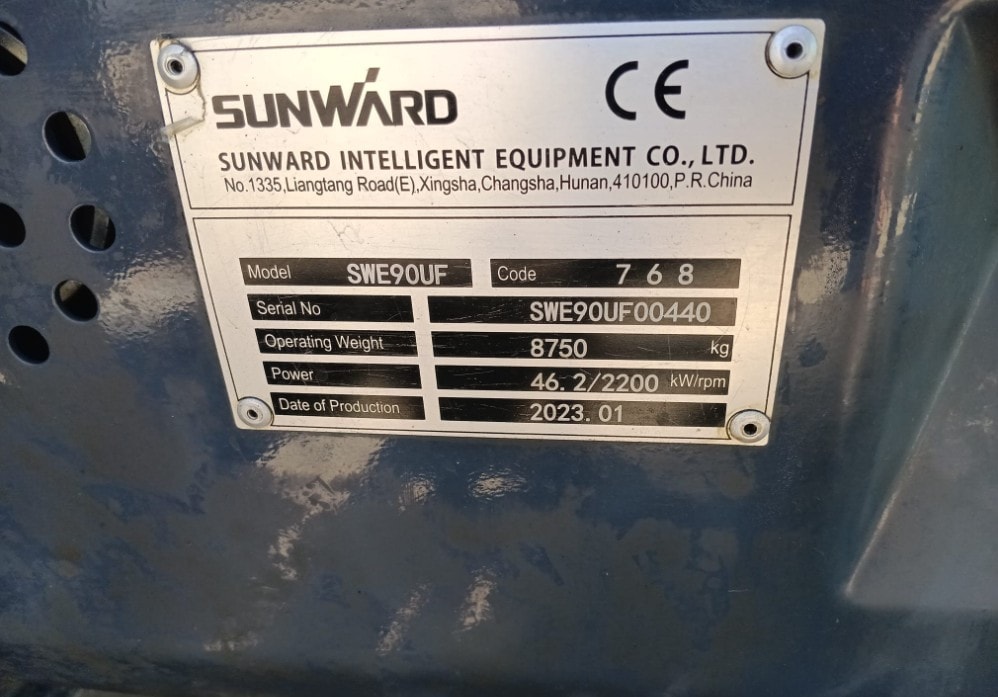 SUNWARD CE
SUNWARD INTELLIGENT EQUIPMENT CO., LTD.
No.1335,Liangtang Road(E),Xingsha,Changsha,Hunan,410100,P.R.China
Model SWE90UF Code 7 6 8
Serial No SWE90UF00440
Operating Weight 8750 kg
Power 46.2/2200 kW/rpm
Date of Production 2023.01